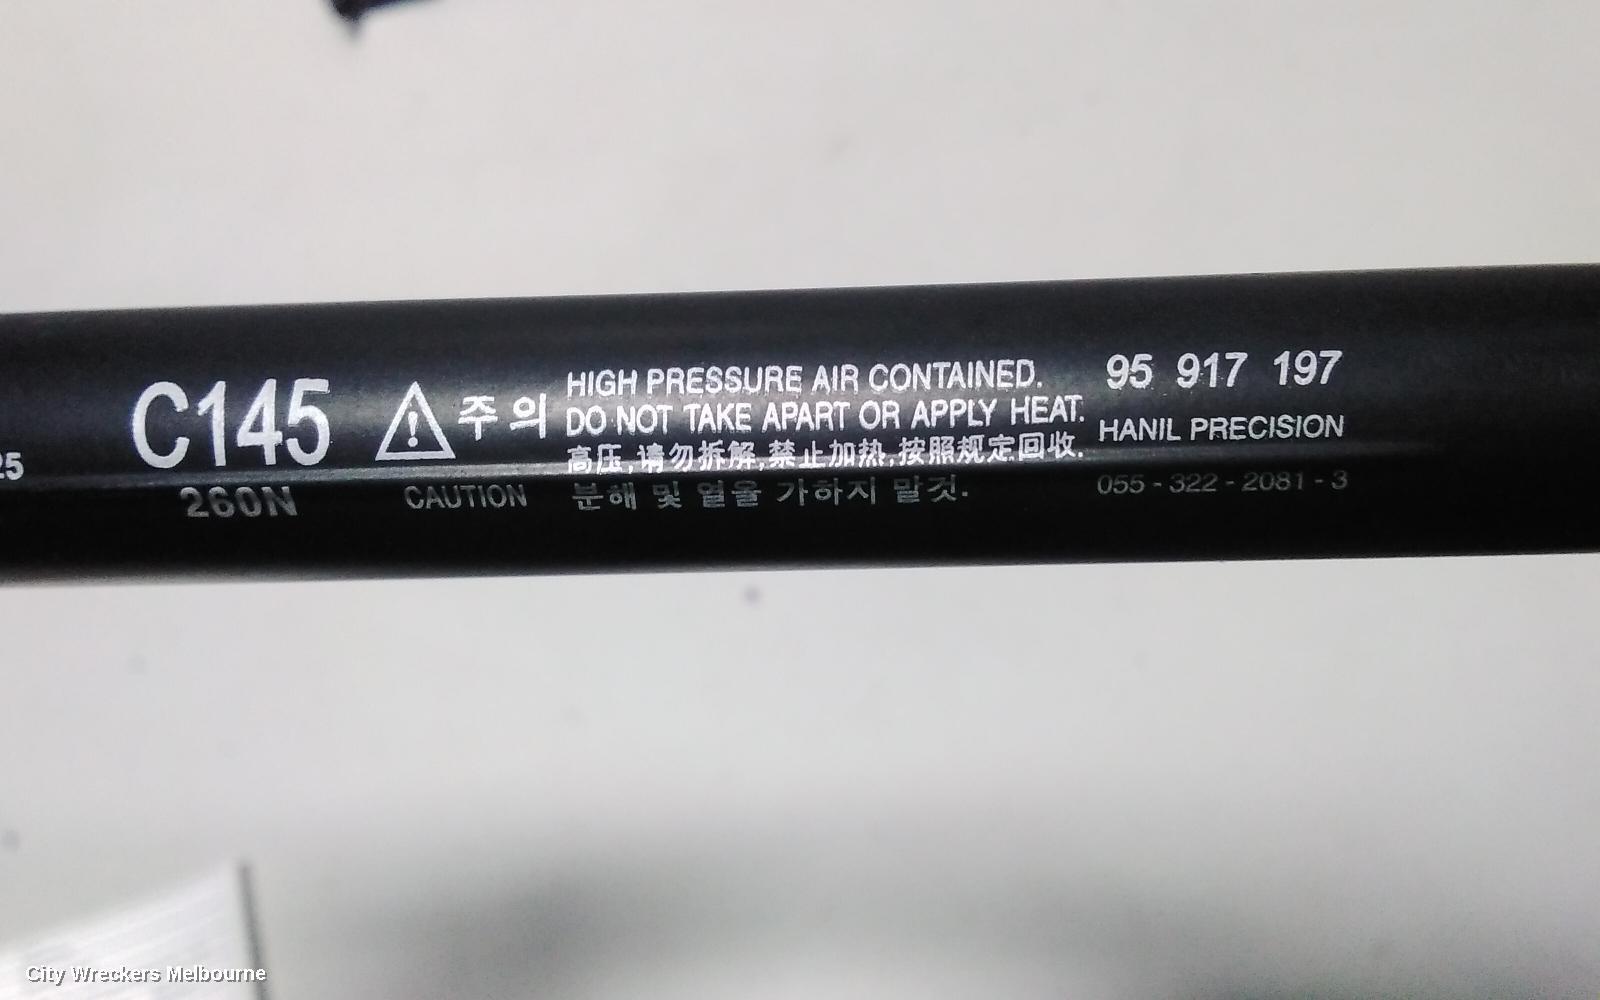 25
C145
260N
주의
CAUTION
HIGH PRESSURE AIR CONTAINED.
DO NOT TAKE APART OR APPLY HEAT.
高压,请勿拆解,禁止加热,按照规定回收.
분해 및 열을 가하지 말것.
95 917 197
HANIL PRECISION
055 - 322 - 2081 - 3
City Wreckers Melbourne